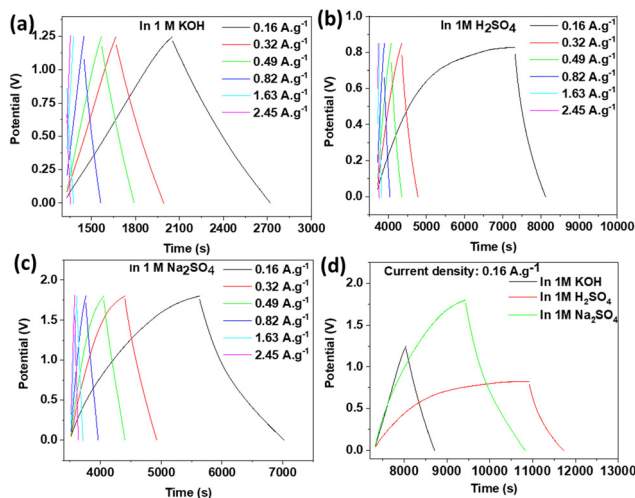 (a)
In 1 M KOH
0.16 A.g⁻¹
0.32 A.g⁻¹
0.49 A.g⁻¹
0.82 A.g⁻¹
1.63 A.g⁻¹
2.45 A.g⁻¹
Potential (V)
1.25
1.00
0.75
0.50
0.25
0.00
1500 1800 2100 2400 2700 3000
Time (s)
(b)
In 1M H₂SO₄
0.16 A.g⁻¹
0.32 A.g⁻¹
0.49 A.g⁻¹
0.82 A.g⁻¹
1.63 A.g⁻¹
2.45 A.g⁻¹
Potential (V)
1.0
0.8
0.6
0.4
0.2
0.0
4000 5000 6000 7000 8000 9000 10000
Time (s)
(c)
in 1 M Na₂SO₄
0.16 A.g⁻¹
0.32 A.g⁻¹
0.49 A.g⁻¹
0.82 A.g⁻¹
1.63 A.g⁻¹
2.45 A.g⁻¹
Potential (V)
2.0
1.5
1.0
0.5
0.0
4000 5000 6000 7000
Time (s)
(d)
Current density: 0.16 A.g⁻¹
In 1M KOH
In 1M H₂SO₄
In 1M Na₂SO₄
Potential (V)
2.0
1.5
1.0
0.5
0.0
8000 9000 10000 11000 12000 13000
Time (s)